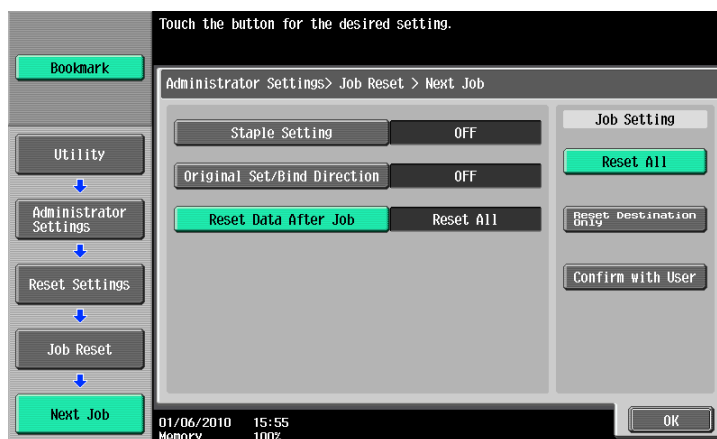 Touch the button for the desired setting.
Bookmark
Administrator Settings> Job Reset > Next Job
Utility
Administrator
Settings
Reset Settings
Job Reset
Next Job
Staple Setting
OFF
Original Set/Bind Direction
OFF
Reset Data After Job
Reset All
Job Setting
Reset All
Reset Destination
Only
Confirm with User
01/06/2010 15:55
Memory 100%
OK